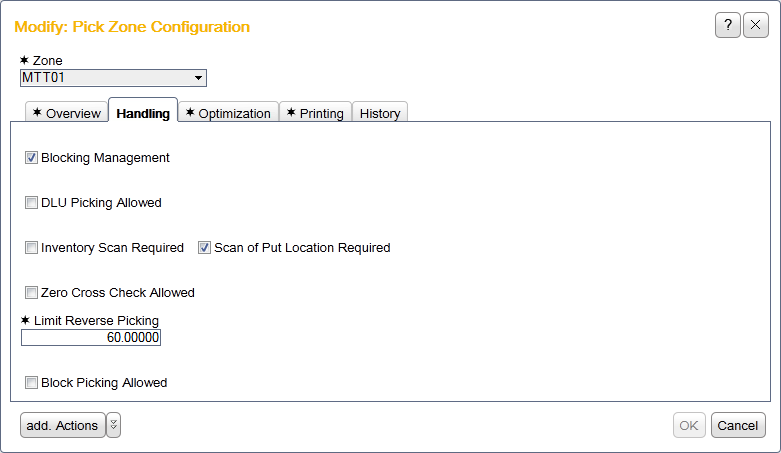 Modify: Pick Zone Configuration
?
✶ Zone
MTT01
✶ Overview Handling ✶ Optimization ✶ Printing History
Blocking Management
DLU Picking Allowed
Inventory Scan Required Scan of Put Location Required
Zero Cross Check Allowed
✶ Limit Reverse Picking
60.00000
Block Picking Allowed
add. Actions OK Cancel